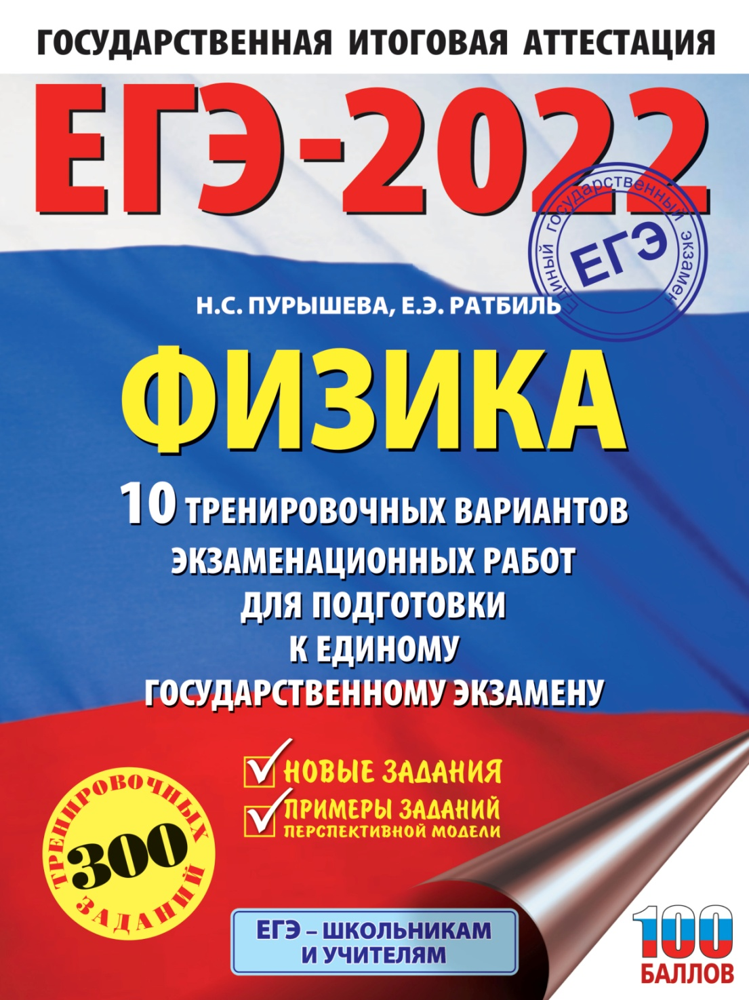 ГОСУДАРСТВЕННАЯ ИТОГОВАЯ АТТЕСТАЦИЯ
ЕГЭ-2022
Единый государственный экзамен
ЕГЭ
Н.С. ПУРЫШЕВА, Е.Э. РАТБИЛЬ
ФИЗИКА
10 ТРЕНИРОВОЧНЫХ ВАРИАНТОВ
ЭКЗАМЕНАЦИОННЫХ РАБОТ
ДЛЯ ПОДГОТОВКИ
К ЕДИНОМУ
ГОСУДАРСТВЕННОМУ ЭКЗАМЕНУ
НОВЫЕ ЗАДАНИЯ
ПРИМЕРЫ ЗАДАНИЙ
ПЕРСПЕКТИВНОЙ МОДЕЛИ
ТРЕНИРОВОЧНЫХ
300
ЗАДАНИЙ
ЕГЭ – ШКОЛЬНИКАМ
И УЧИТЕЛЯМ
100
БАЛЛОВ